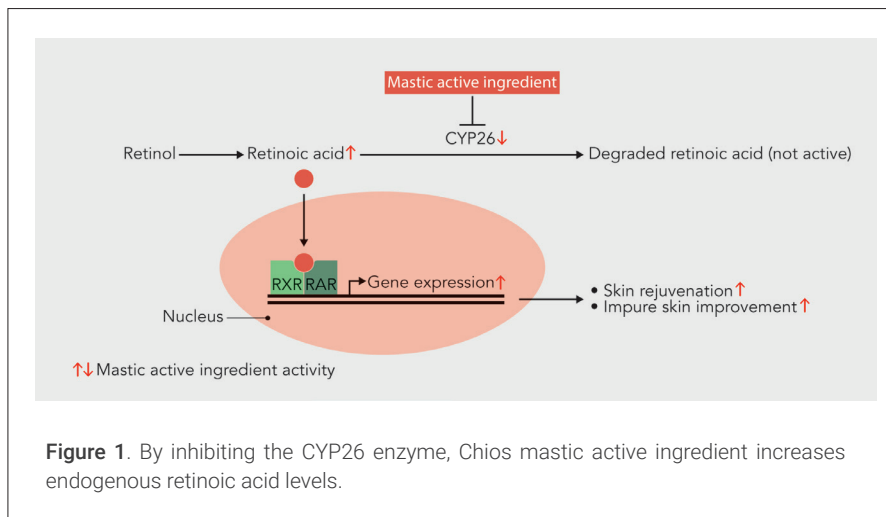 Mastic active ingredient
CYP26↓
Retinol Retinoic acid↑ Degraded retinoic acid (not active)
RXR RAR Gene expression↑
• Skin rejuvenation↑
• Impure skin improvement↑
Nucleus
↑↓ Mastic active ingredient activity
Figure 1. By inhibiting the CYP26 enzyme, Chios mastic active ingredient increases
endogenous retinoic acid levels.